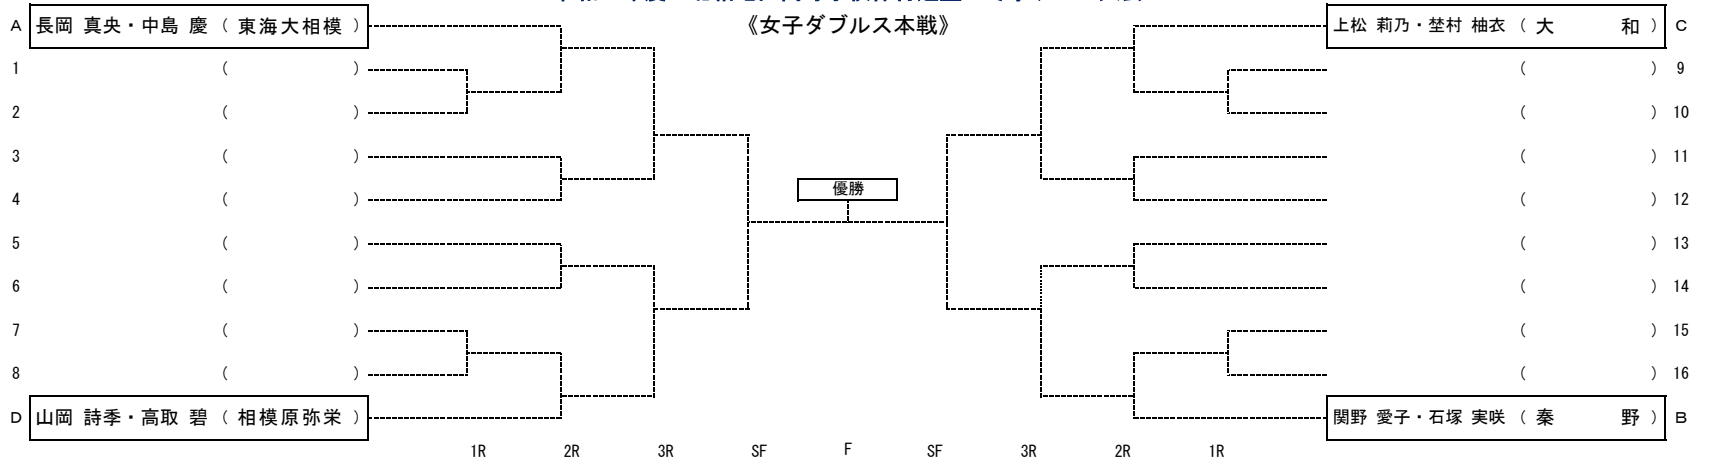 《女子ダブルス本戦》
A 長岡 真央・中島 慶 ( 東海大相模 )
上松 莉乃・埜村 柚衣 ( 大 和 ) C
1 ( )
( ) 9
2 ( )
( ) 10
3 ( )
( ) 11
4 ( )
( ) 12
優勝
5 ( )
( ) 13
6 ( )
( ) 14
7 ( )
( ) 15
8 ( )
( ) 16
D 山岡 詩季・高取 碧 ( 相模原弥栄 )
関野 愛子・石塚 実咲 ( 秦 野 ) B
1R 2R 3R SF F SF 3R 2R 1R